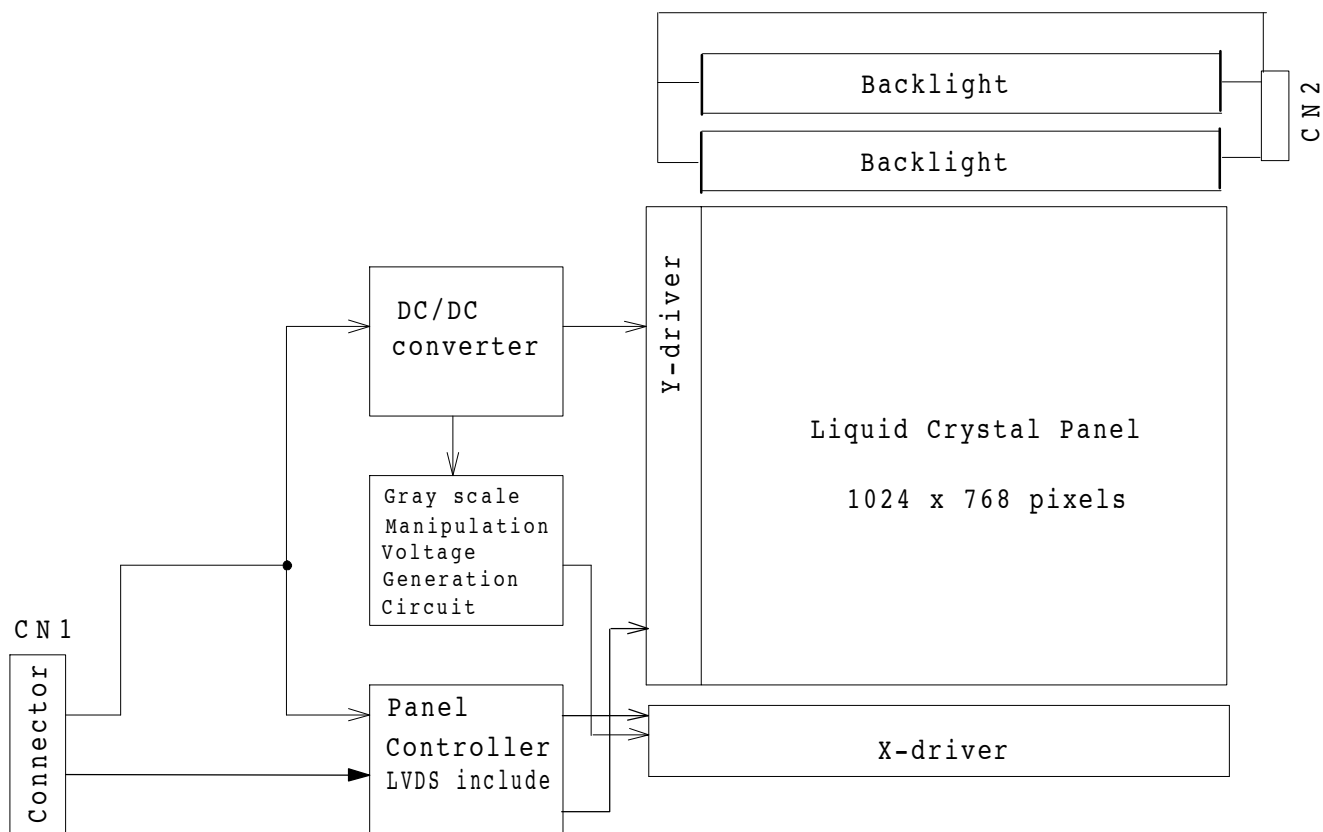 Backlight
CN2
Backlight
Y-driver
DC/DC
converter
Liquid Crystal Panel
1024 x 768 pixels
Gray scale
Manipulation
Voltage
Generation
Circuit
CN1
Connector
Panel
Controller
LVDS include
X-driver